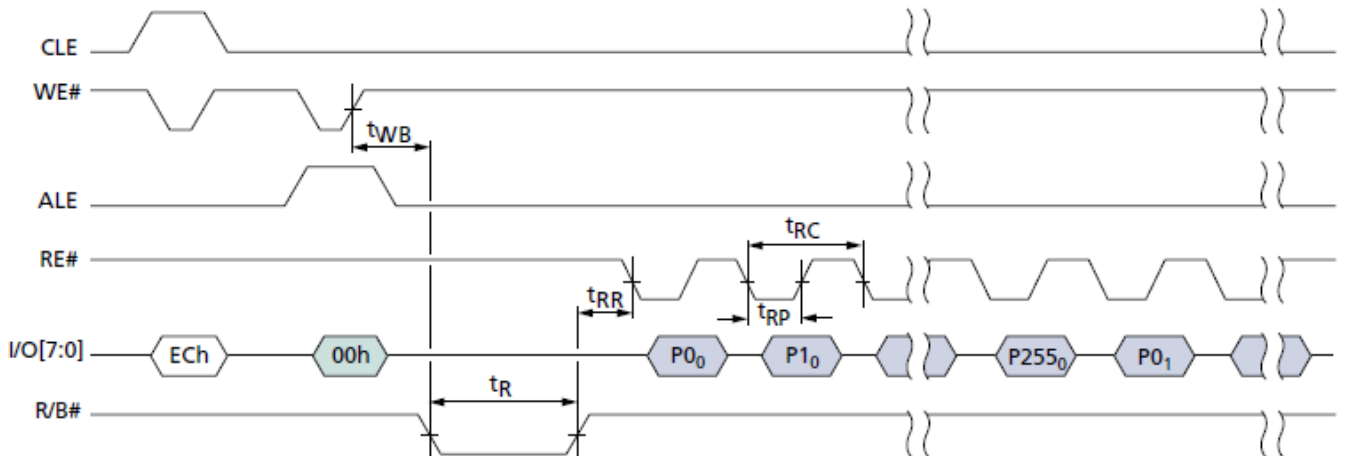 CLE
WE#
tWB
ALE
tRC
RE#
tRR
tRP
I/O[7:0] ECh 00h P0₀ P1₀ P255₀ P0₁
tR
R/B#